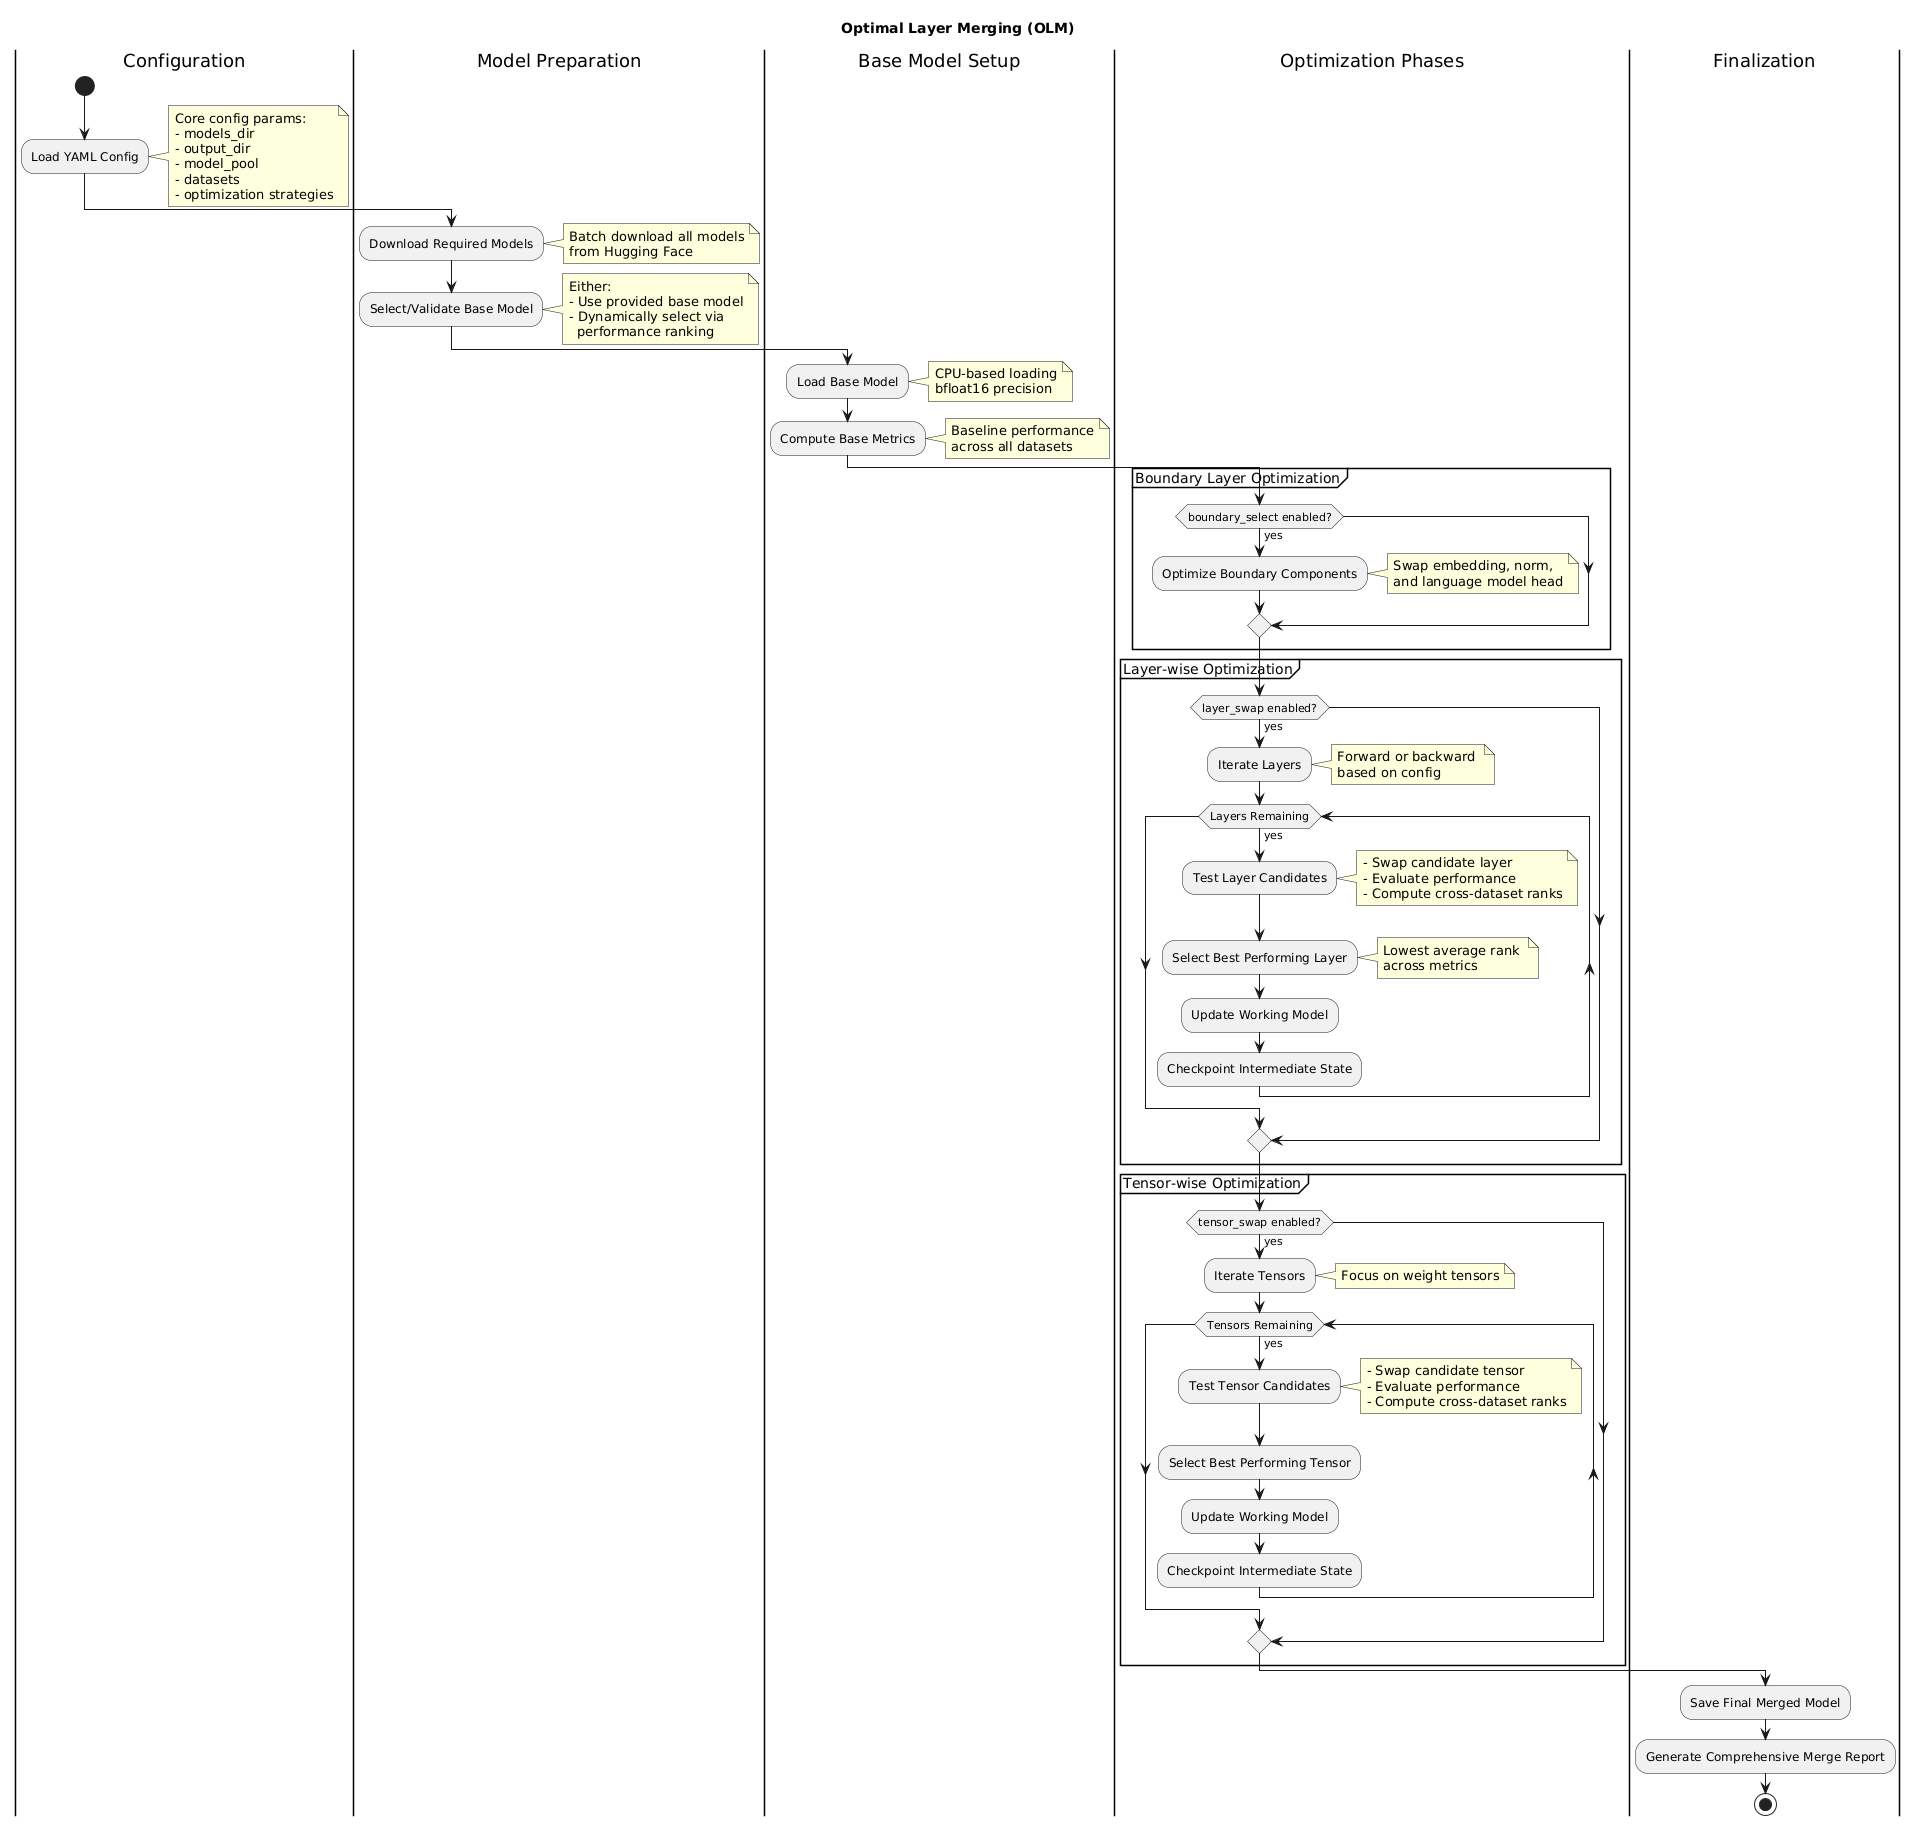 Optimal Layer Merging (OLM)
Configuration
Model Preparation
Base Model Setup
Optimization Phases
Finalization
Load YAML Config
Core config params:
- models_dir
- output_dir
- model_pool
- datasets
- optimization strategies
Download Required Models
Batch download all models
from Hugging Face
Select/Validate Base Model
Either:
- Use provided base model
- Dynamically select via
performance ranking
Load Base Model
CPU-based loading
bfloat16 precision
Compute Base Metrics
Baseline performance
across all datasets
Boundary Layer Optimization
boundary_select enabled?
yes
Optimize Boundary Components
Swap embedding, norm,
and language model head
Layer-wise Optimization
layer_swap enabled?
yes
Iterate Layers
Forward or backward
based on config
Layers Remaining
yes
Test Layer Candidates
- Swap candidate layer
- Evaluate performance
- Compute cross-dataset ranks
Select Best Performing Layer
Lowest average rank
across metrics
Update Working Model
Checkpoint Intermediate State
Tensor-wise Optimization
tensor_swap enabled?
yes
Iterate Tensors
Focus on weight tensors
Tensors Remaining
yes
Test Tensor Candidates
- Swap candidate tensor
- Evaluate performance
- Compute cross-dataset ranks
Select Best Performing Tensor
Update Working Model
Checkpoint Intermediate State
Save Final Merged Model
Generate Comprehensive Merge Report